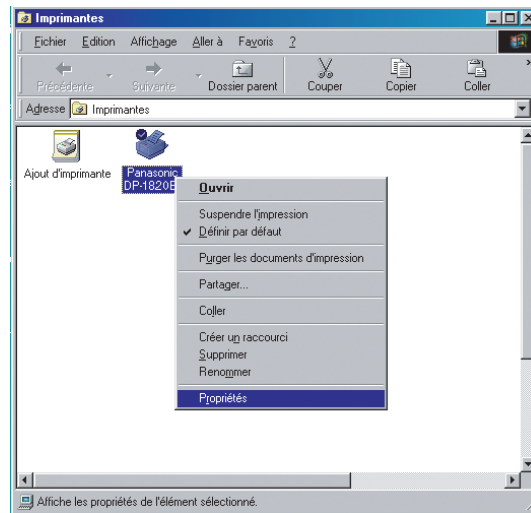 Imprimantes
Fichier Edition Affichage Aller à Favoris ?
Précédente Suivante Dossier parent Couper Copier Coller »
Adresse Imprimantes
Ajout d'imprimante
Panasonic
DP-1820E
Ouvrir
Suspendre l'impression
✔ Définir par défaut
Purger les documents d'impression
Partager...
Coller
Créer un raccourci
Supprimer
Renommer
Propriétés
Affiche les propriétés de l'élément sélectionné.